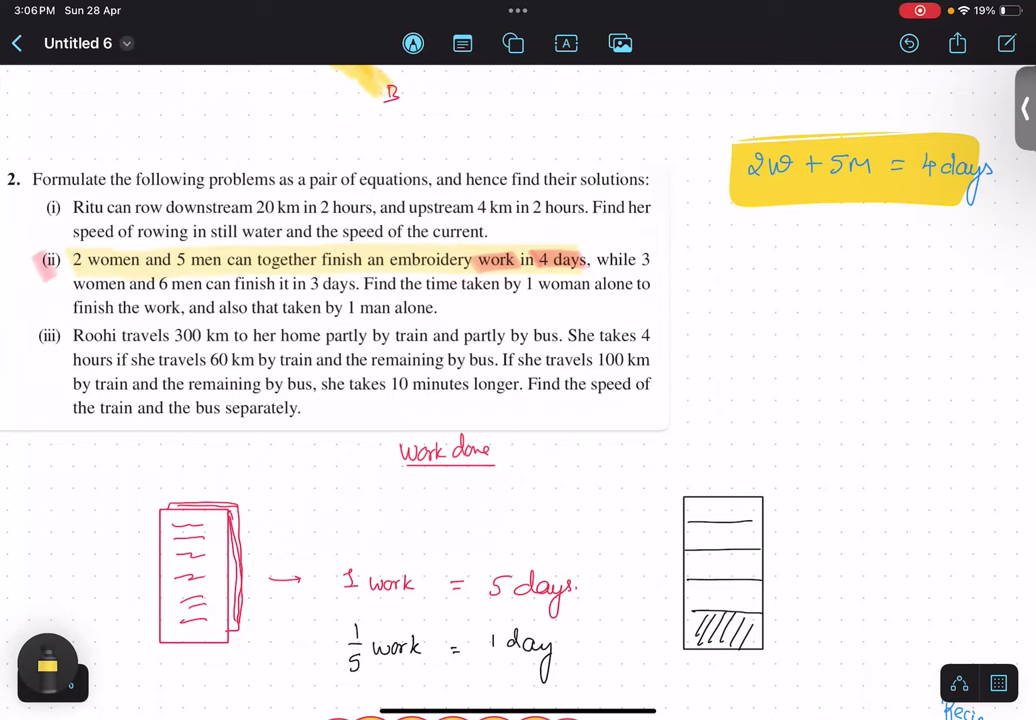 3:06 PM Sun 28 Apr
19%
Untitled 6
A
B
2W + 5M = 4 days
2. Formulate the following problems as a pair of equations, and hence find their solutions:
(i) Ritu can row downstream 20 km in 2 hours, and upstream 4 km in 2 hours. Find her
speed of rowing in still water and the speed of the current.
(ii) 2 women and 5 men can together finish an embroidery work in 4 days, while 3
women and 6 men can finish it in 3 days. Find the time taken by 1 woman alone to
finish the work, and also that taken by 1 man alone.
(iii) Roohi travels 300 km to her home partly by train and partly by bus. She takes 4
hours if she travels 60 km by train and the remaining by bus. If she travels 100 km
by train and the remaining by bus, she takes 10 minutes longer. Find the speed of
the train and the bus separately.
work done
1 work = 5 days.
1/5 work = 1 day